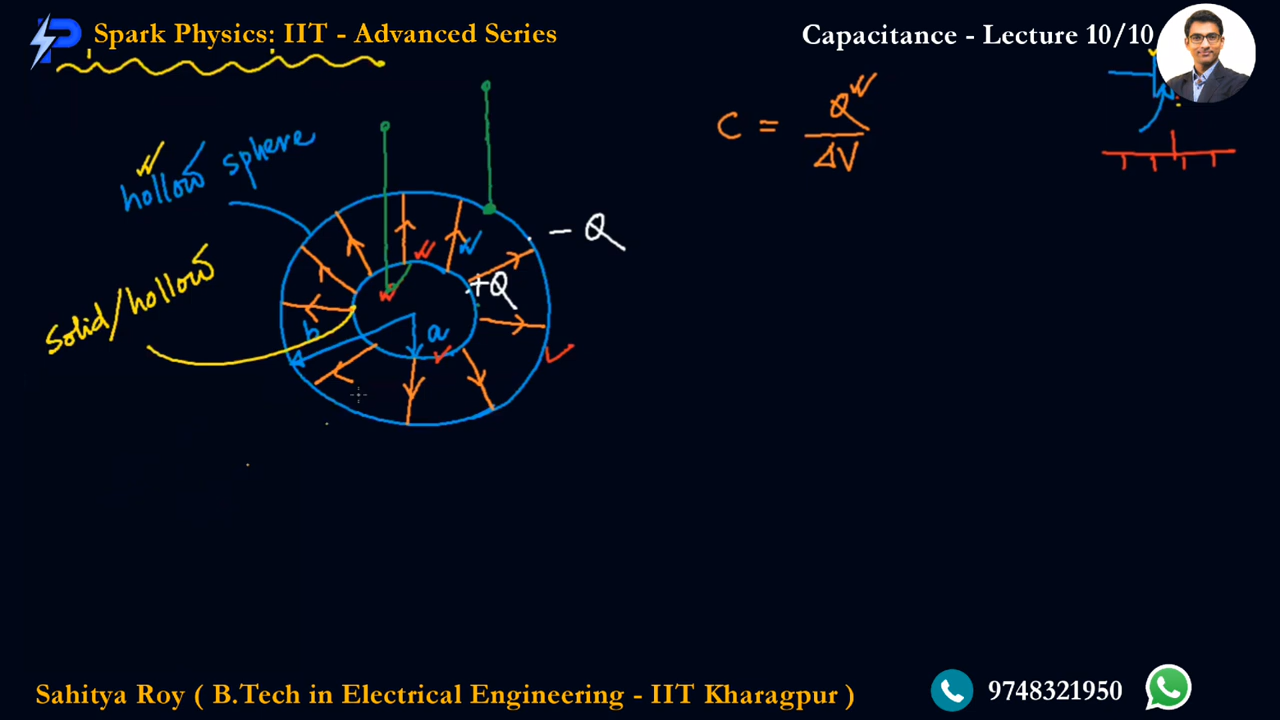 Spark Physics: IIT - Advanced Series
Capacitance - Lecture 10/10
C = Q / ΔV
hollow sphere
- Q
+Q
solid/hollow
b
a
Sahitya Roy ( B.Tech in Electrical Engineering - IIT Kharagpur )
9748321950